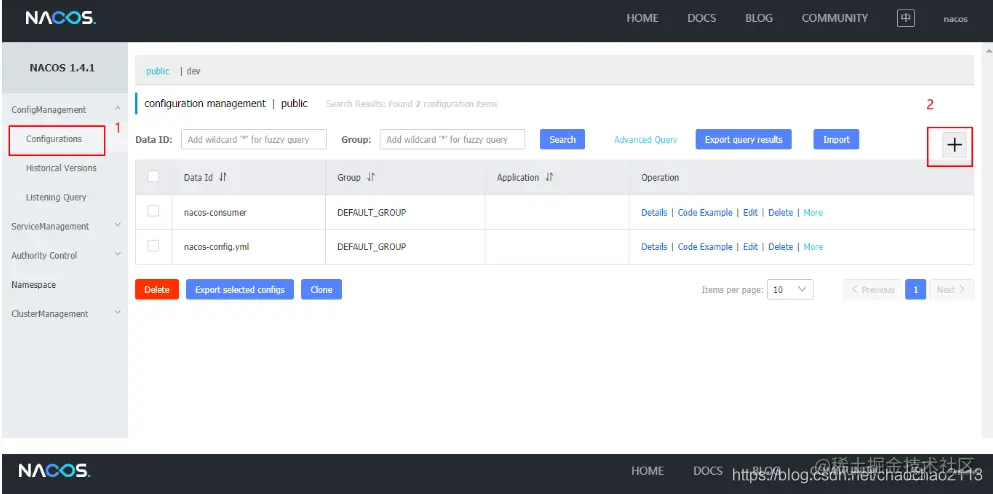 NACOS. HOME DOCS BLOG COMMUNITY 中 nacos
NACOS 1.4.1
public | dev
configuration management | public Search Results: Found 2 configuration items
2
ConfigManagement
1
Configurations
Data ID: Add wildcard '*' for fuzzy query Group: Add wildcard '*' for fuzzy query Search Advanced Query Export query results Import +
Historical Versions
Data Id Group Application Operation
Listening Query
nacos-consumer DEFAULT_GROUP Details | Code Example | Edit | Delete | More
ServiceManagement
nacos-config.yml DEFAULT_GROUP Details | Code Example | Edit | Delete | More
Authority Control
Namespace
Delete Export selected configs Clone Items per page: 10 Previous 1 Next
ClusterManagement
NACOS. HOME DOCS BLOG
@稀土掘金技术社区
https://blog.csdn.net/chaochao2113